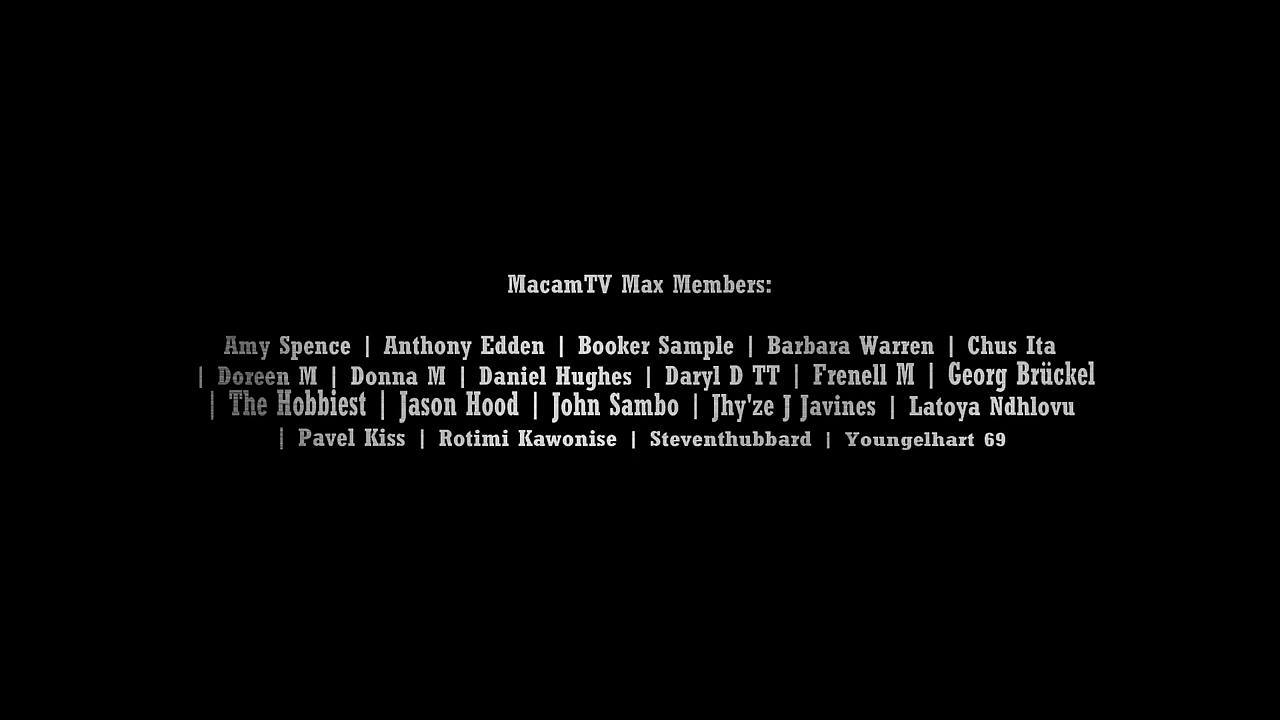 MacamTV Max Members:
Amy Spence | Anthony Edden | Booker Sample | Barbara Warren | Chus Ita
| Doreen M | Donna M | Daniel Hughes | Daryl D TT | Frenell M | Georg Brückel
| The Hobbiest | Jason Hood | John Sambo | Jhy'ze J Javines | Latoya Ndhlovu
| Pavel Kiss | Rotimi Kawonise | Steventhubbard | Youngelhart 69